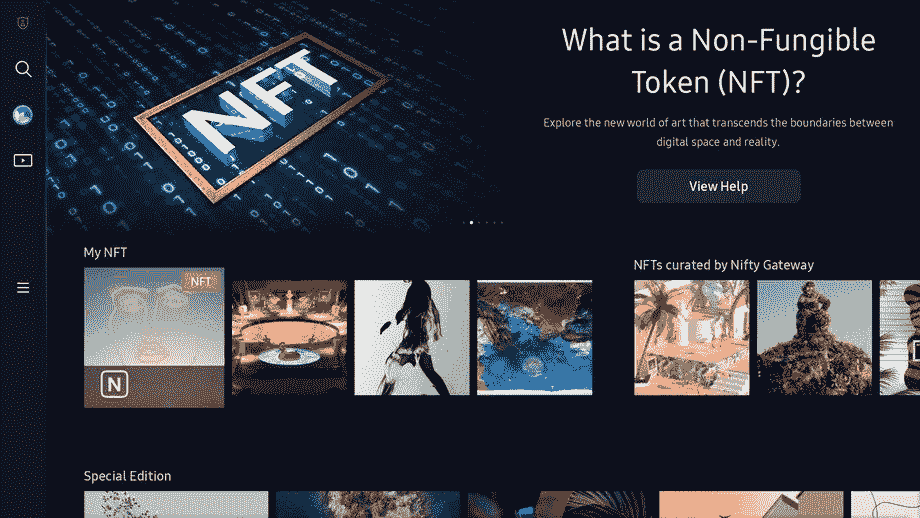 NFT
What is a Non-Fungible
Token (NFT)?
Explore the new world of art that transcends the boundaries between
digital space and reality.
View Help
My NFT
NFT
N
NFTs curated by Nifty Gateway
Special Edition